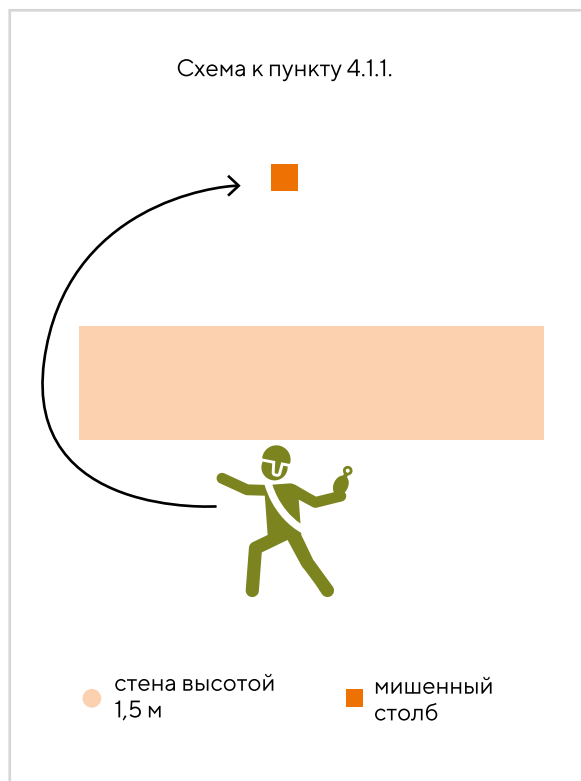 Схема к пункту 4.1.1.
стена высотой
1,5 м
мишенный
столб